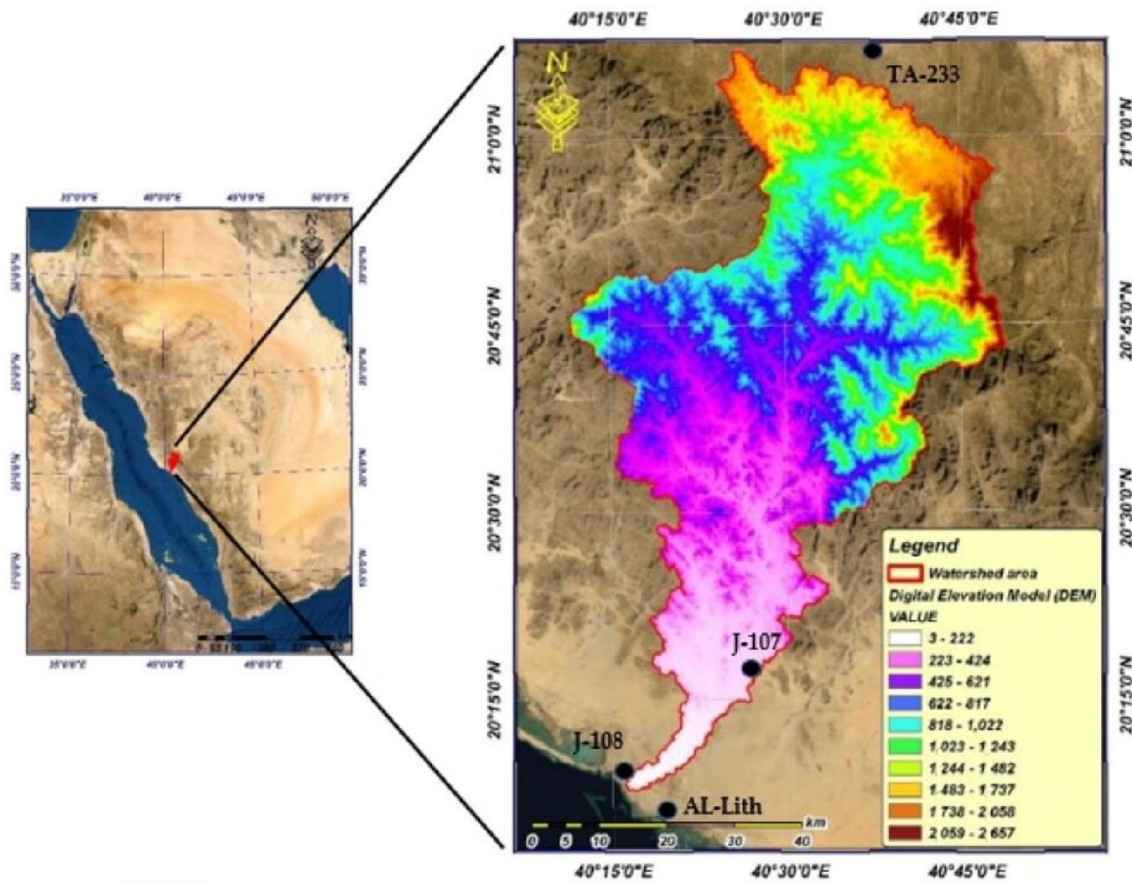 40°15'0"E 40°30'0"E 40°45'0"E
N
TA-233
21°0'0"N 21°0'0"N
35°0'0"E 40°0'0"E 45°0'0"E 50°0'0"E
20°45'0"N 20°45'0"N
20°30'0"N 20°30'0"N
Legend
Watershed area
Digital Elevation Model (DEM)
VALUE
3 - 222
223 - 424
425 - 621
622 - 817
818 - 1,022
1,023 - 1 243
1,244 - 1 482
1 483 - 1,737
1 738 - 2 058
2 059 - 2 657
J-107
20°15'0"N 20°15'0"N
J-108
AL-Lith
km
0 5 10 20 30 40
35°0'0"E 40°0'0"E 45°0'0"E
40°15'0"E 40°30'0"E 40°45'0"E